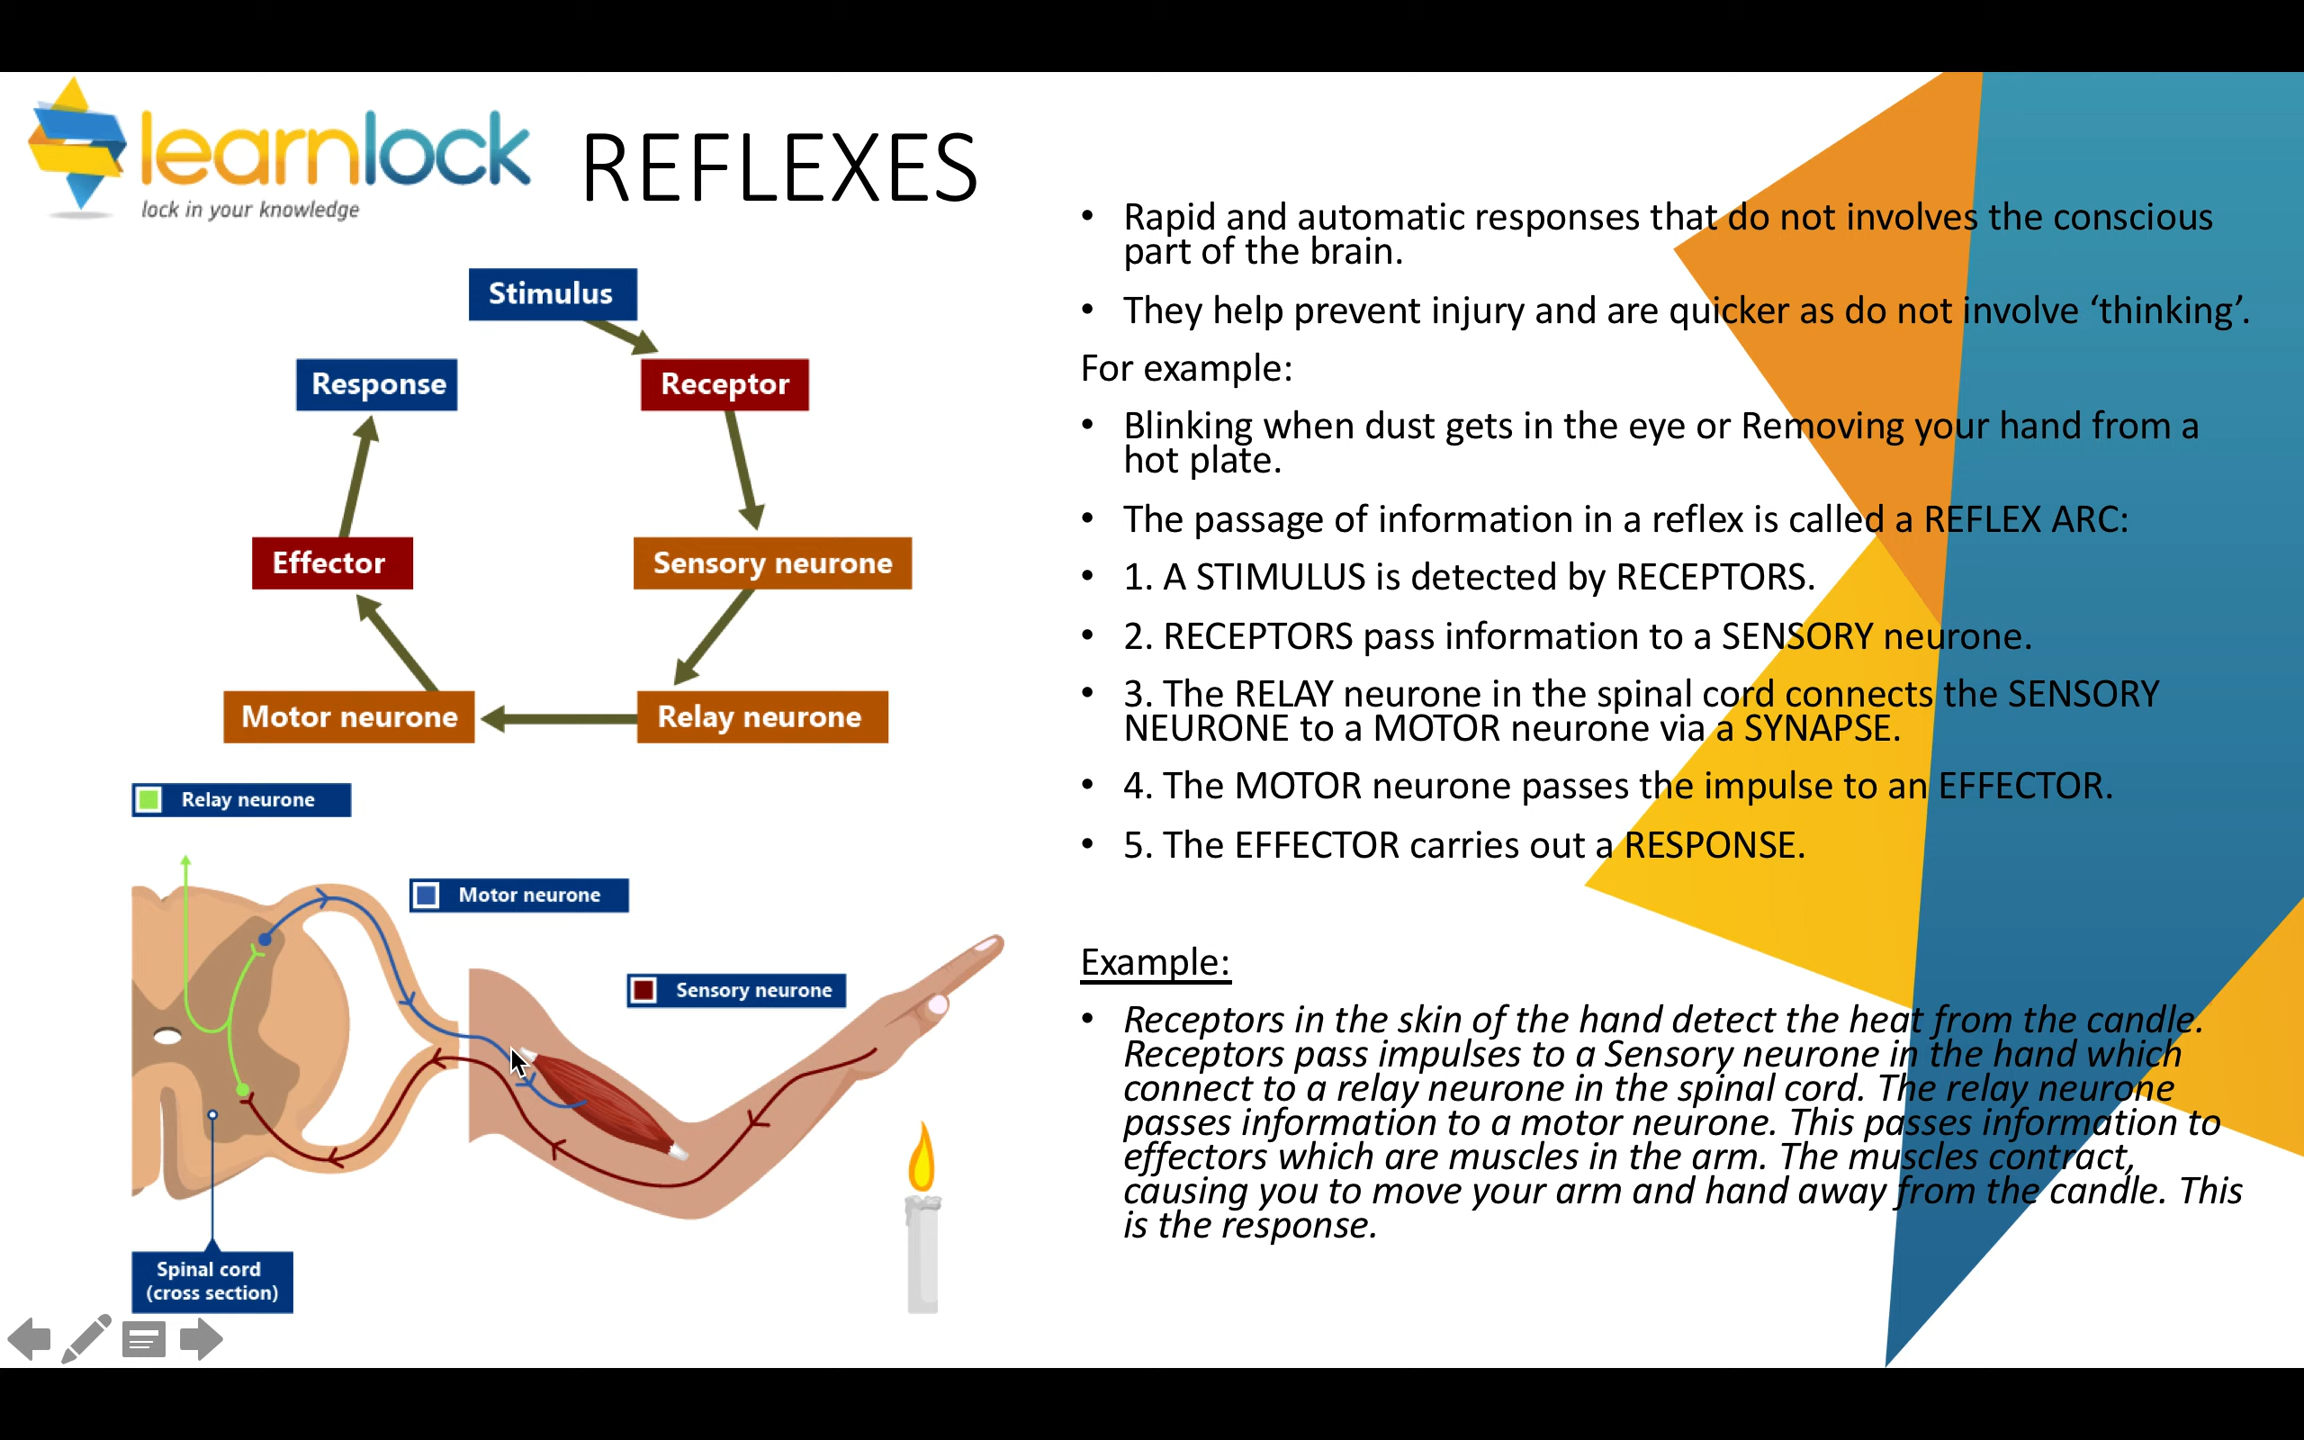 learnlock
lock in your knowledge
REFLEXES
Stimulus
Response
Receptor
Effector
Sensory neurone
Motor neurone
Relay neurone
Relay neurone
Motor neurone
Sensory neurone
Spinal cord
(cross section)
• Rapid and automatic responses that do not involves the conscious
part of the brain.
• They help prevent injury and are quicker as do not involve ‘thinking’.
For example:
• Blinking when dust gets in the eye or Removing your hand from a
hot plate.
• The passage of information in a reflex is called a REFLEX ARC:
• 1. A STIMULUS is detected by RECEPTORS.
• 2. RECEPTORS pass information to a SENSORY neurone.
• 3. The RELAY neurone in the spinal cord connects the SENSORY
NEURONE to a MOTOR neurone via a SYNAPSE.
• 4. The MOTOR neurone passes the impulse to an EFFECTOR.
• 5. The EFFECTOR carries out a RESPONSE.
Example:
• Receptors in the skin of the hand detect the heat from the candle.
Receptors pass impulses to a Sensory neurone in the hand which
connect to a relay neurone in the spinal cord. The relay neurone
passes information to a motor neurone. This passes information to
effectors which are muscles in the arm. The muscles contract,
causing you to move your arm and hand away from the candle. This
is the response.